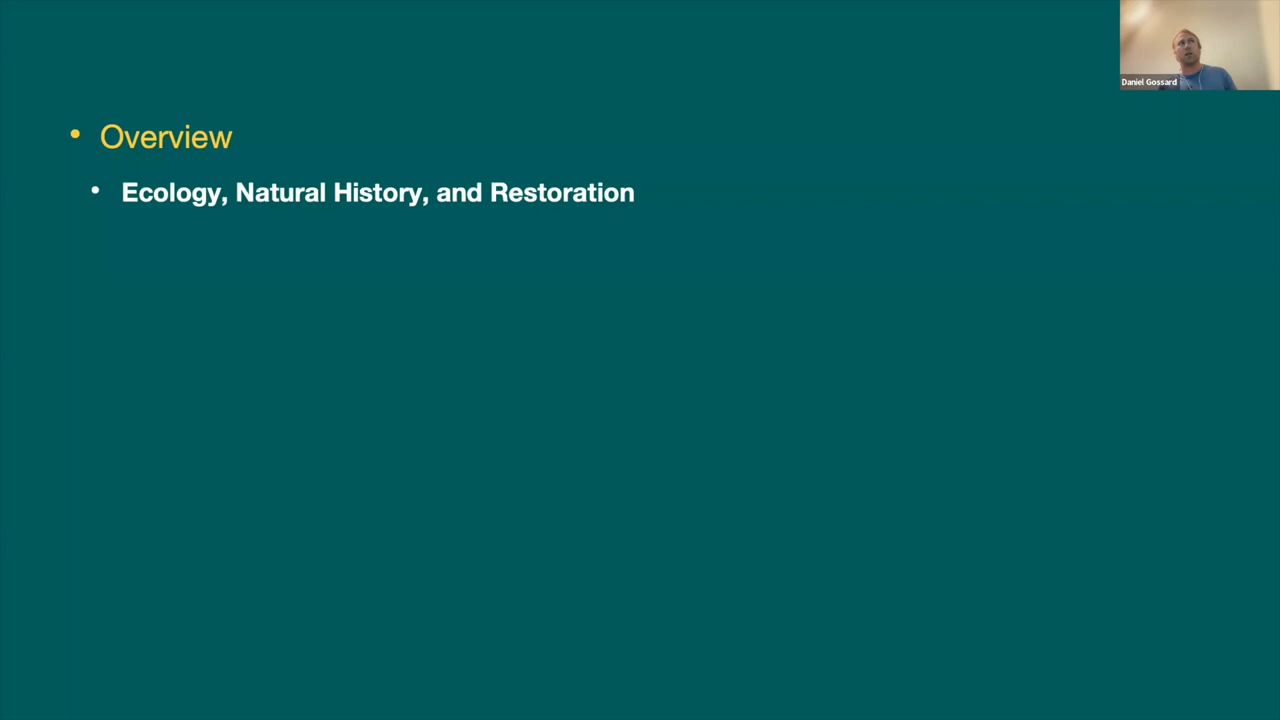 Daniel Gossard
• Overview
• Ecology, Natural History, and Restoration